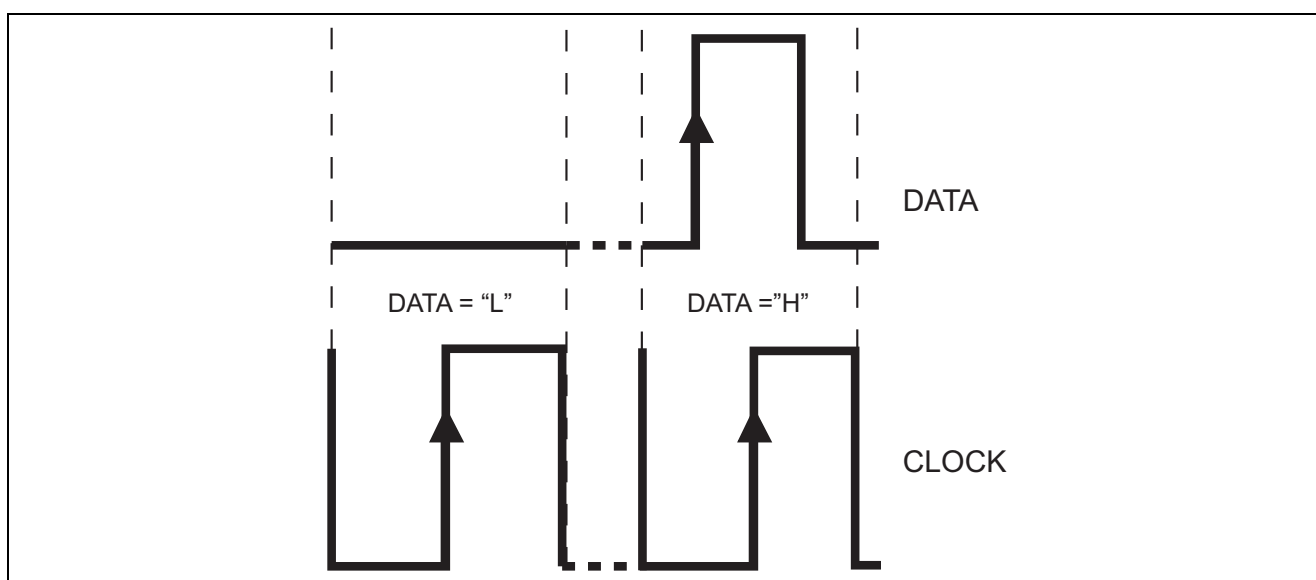 DATA
DATA = “L”
DATA =”H”
CLOCK